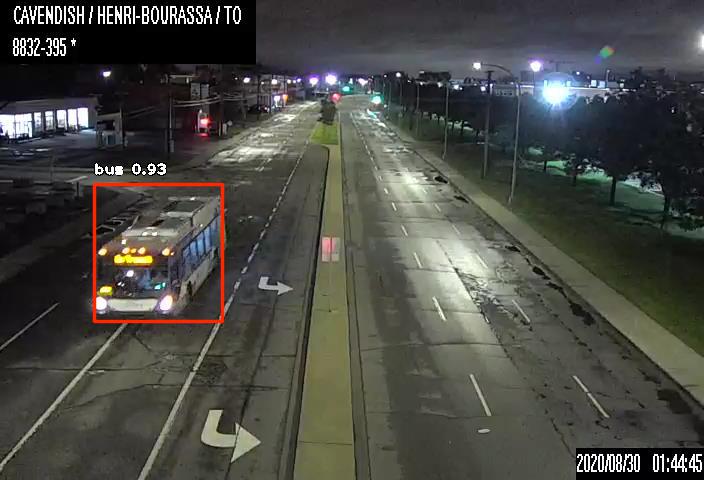 CAVENDISH / HENRI-BOURASSA / TO
8832-395 *
bus 0.93
2020/08/30 01:44:45